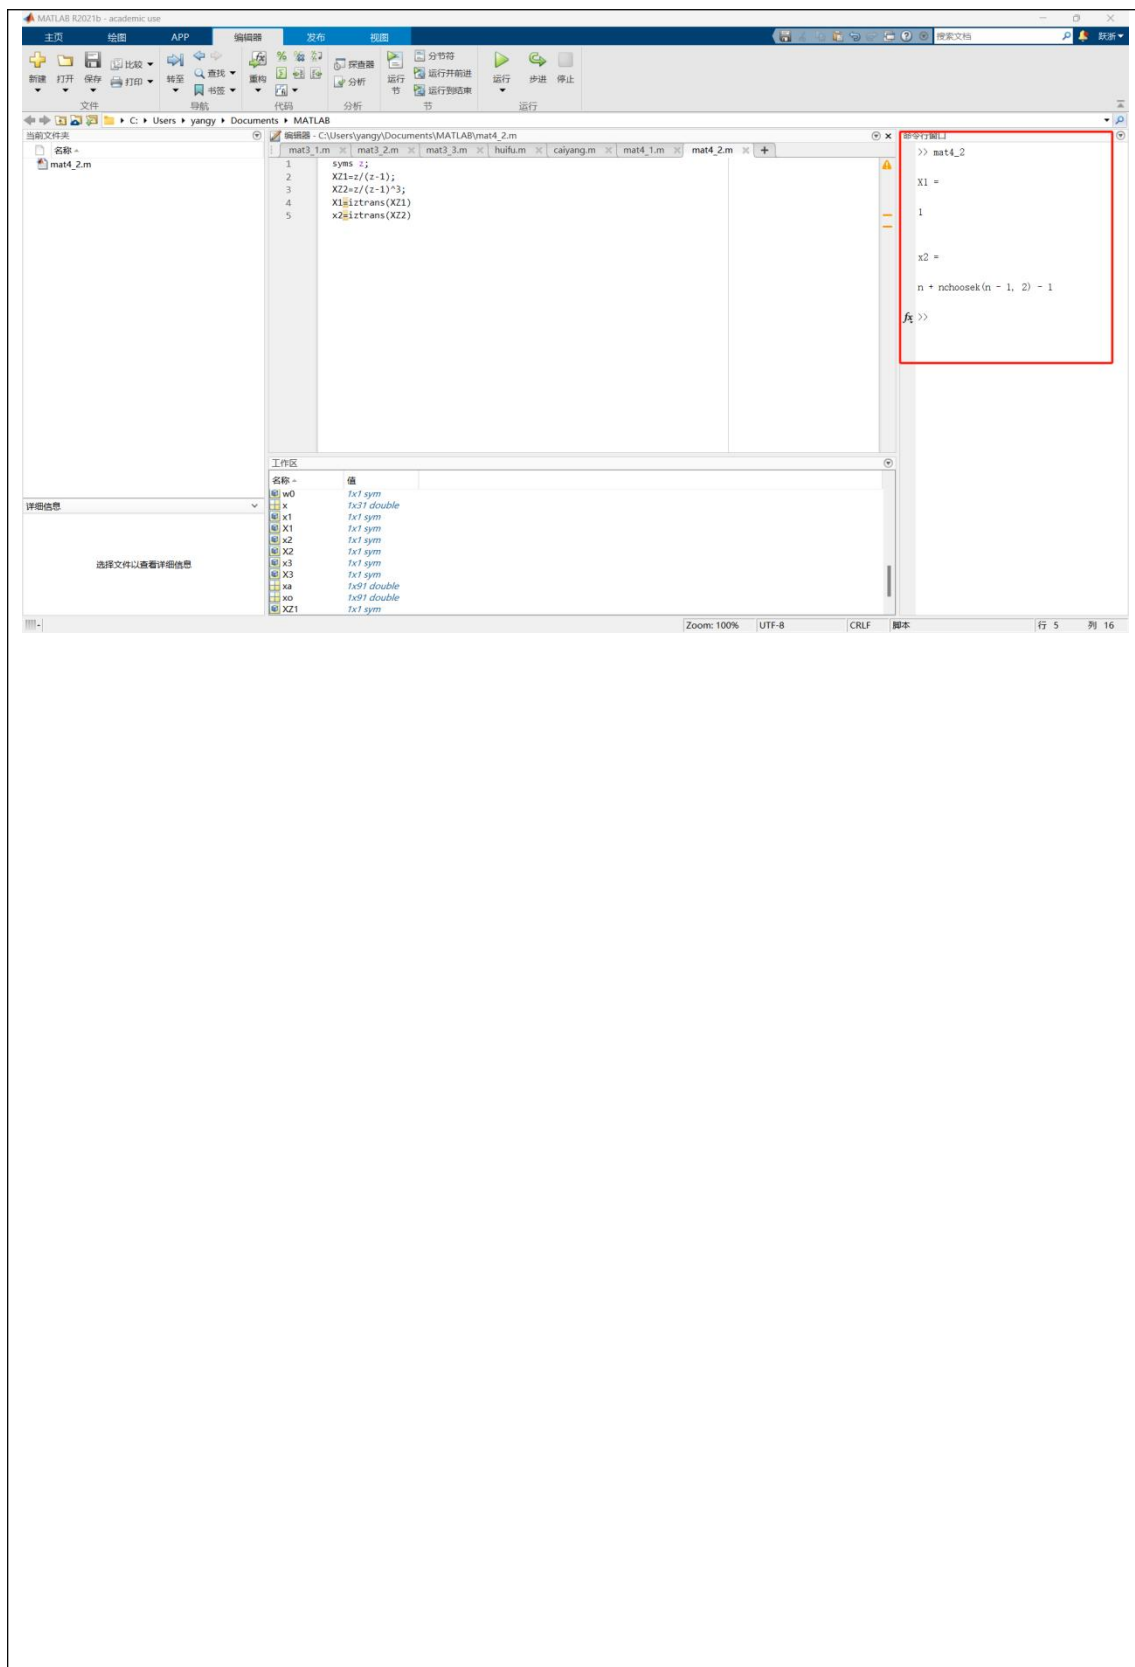 MATLAB R2021b - academic use
主页 绘图 APP 编辑器 发布 视图 搜索文档 跃浙
新建 打开 保存 比较 打印 转至 查找 书签 重构 探查器 分析 运行节 分节符 运行并前进 运行到结束 运行 步进 停止
文件 导航 代码 分析 节 运行
C: Users yangy Documents MATLAB
当前文件夹
名称
mat4_2.m
编辑器 - C:\Users\yangy\Documents\MATLAB\mat4_2.m
mat3_1.m mat3_2.m mat3_3.m huifu.m caiyang.m mat4_1.m mat4_2.m
1 syms z;
2 XZ1=z/(z-1);
3 XZ2=z/(z-1)^3;
4 X1=iztrans(XZ1)
5 x2=iztrans(XZ2)
命令行窗口
>> mat4_2
X1 =
1
x2 =
n + nchoosek(n - 1, 2) - 1
fx >>
工作区
名称 值
w0 1x1 sym
x 1x31 double
x1 1x1 sym
X1 1x1 sym
x2 1x1 sym
X2 1x1 sym
x3 1x1 sym
X3 1x1 sym
xa 1x91 double
xo 1x91 double
XZ1 1x1 sym
详细信息
选择文件以查看详细信息
Zoom: 100% UTF-8 CRLF 脚本 行 5 列 16